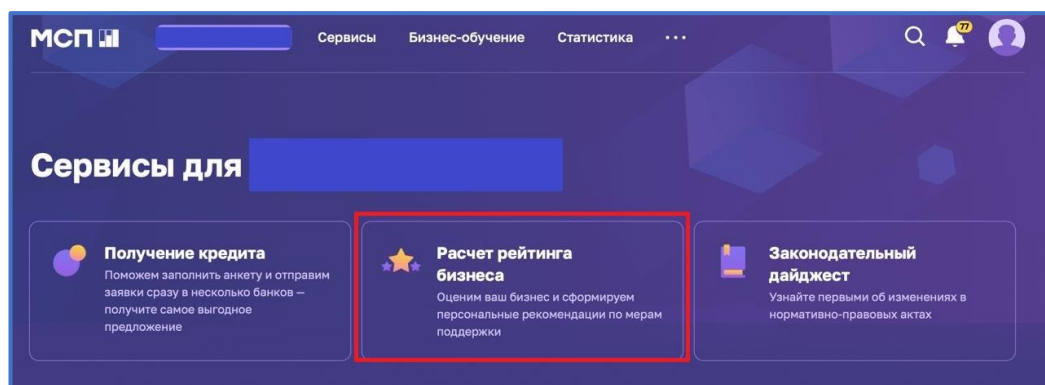 МСП
Сервисы Бизнес-обучение Статистика ...
77
Сервисы для
Получение кредита
Поможем заполнить анкету и отправим
заявки сразу в несколько банков —
получите самое выгодное
предложение
Расчет рейтинга
бизнеса
Оценим ваш бизнес и сформируем
персональные рекомендации по мерам
поддержки
Законодательный
дайджест
Узнайте первыми об изменениях в
нормативно-правовых актах